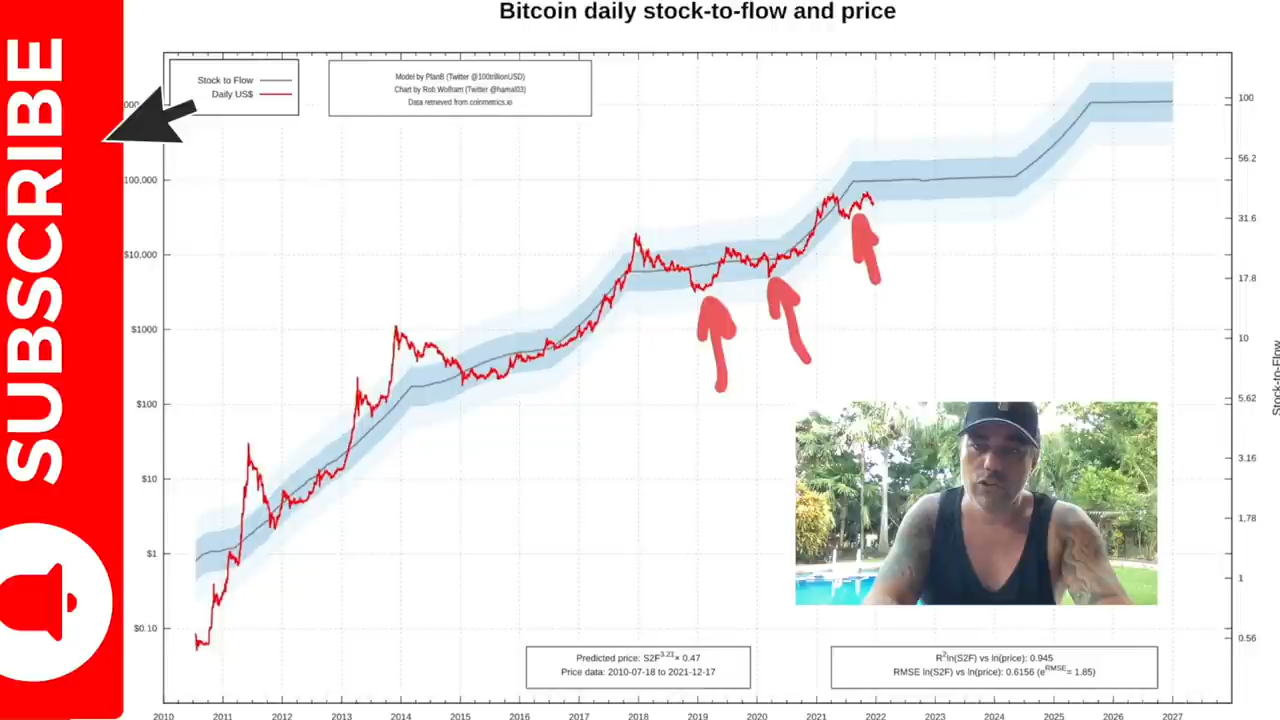 Bitcoin daily stock-to-flow and price
SUBSCRIBE
Stock to Flow
Daily US$
Model by PlanB (Twitter @100trillionUSD)
Chart by Rob Wolfram (Twitter @hamal03)
Data retrieved from coinmetrics.io
100,000
$10,000
$1000
$100
$10
$1
$0.10
100
56.2
31.6
17.8
10
5.62
3.16
1.78
1
0.56
Stock-to-Flow
Predicted price: S2F^3.21× 0.47
Price data: 2010-07-18 to 2021-12-17
R²ln(S2F) vs ln(price): 0.945
RMSE ln(S2F) vs ln(price): 0.6156 (e^RMSE= 1.85)
2010 2011 2012 2013 2014 2015 2016 2017 2018 2019 2020 2021 2022 2023 2024 2025 2026 2027